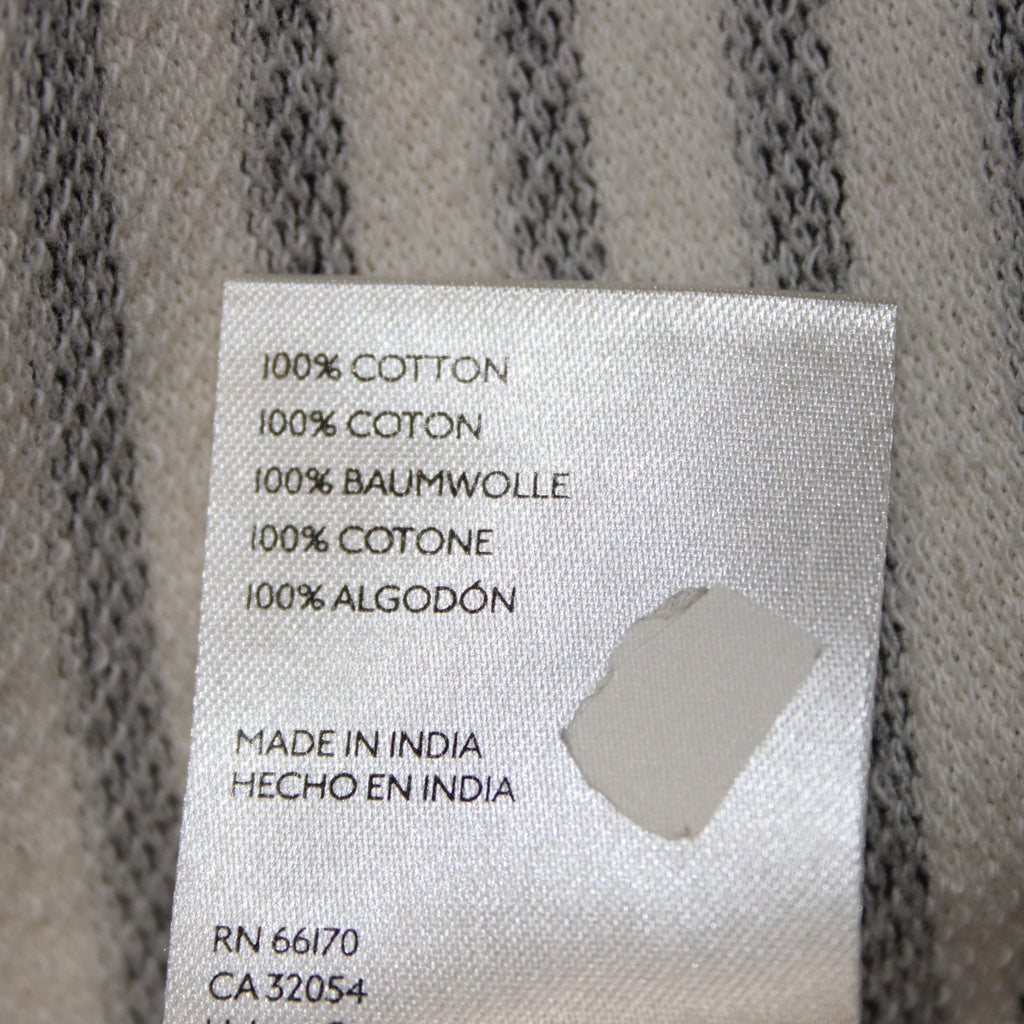 100% COTTON
100% COTON
100% BAUMWOLLE
100% COTONE
100% ALGODÓN
MADE IN INDIA
HECHO EN INDIA
RN 66170
CA 32054